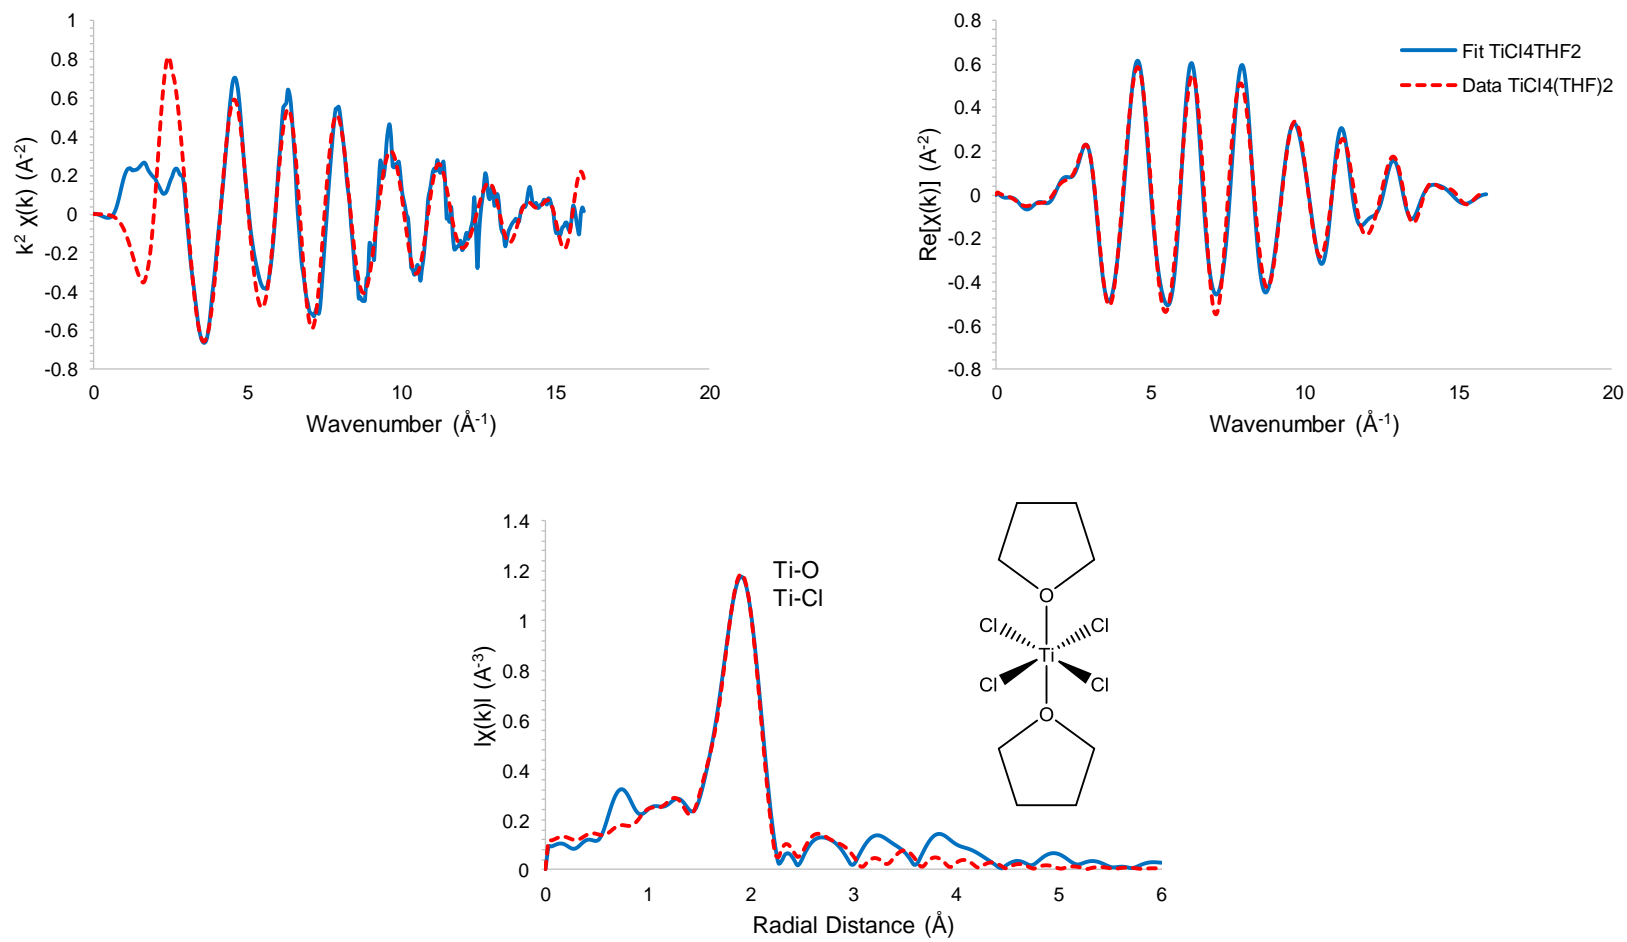 1
0.8
0.6
0.4
0.2
0
-0.2
-0.4
-0.6
-0.8
k² χ(k) (A⁻²)
0 5 10 15 20
Wavenumber (Å⁻¹)
0.8
0.6
0.4
0.2
0
-0.2
-0.4
-0.6
-0.8
Re[χ(k)] (A⁻²)
0 5 10 15 20
Wavenumber (Å⁻¹)
Fit TiCl4THF2
Data TiCl4(THF)2
1.4
1.2
1
0.8
0.6
0.4
0.2
0
|χ(k)| (A⁻³)
0 1 2 3 4 5 6
Radial Distance (Å)
Ti-O
Ti-Cl
O
Cl Cl
Ti
Cl Cl
O